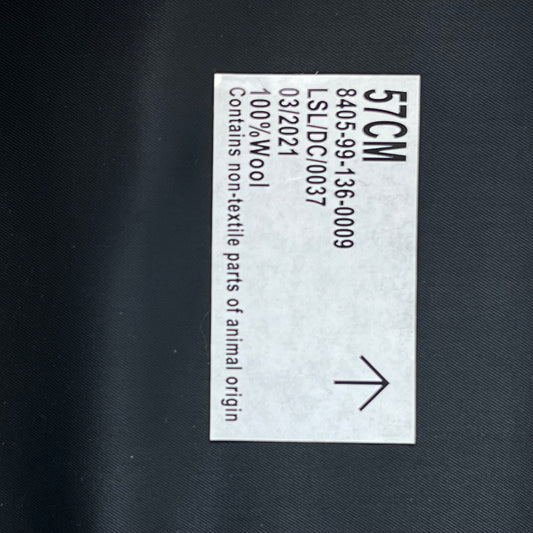 57CM
8405-99-136-0009
LSL/DC/0037
03/2021
100%Wool
Contains non-textile parts of animal origin